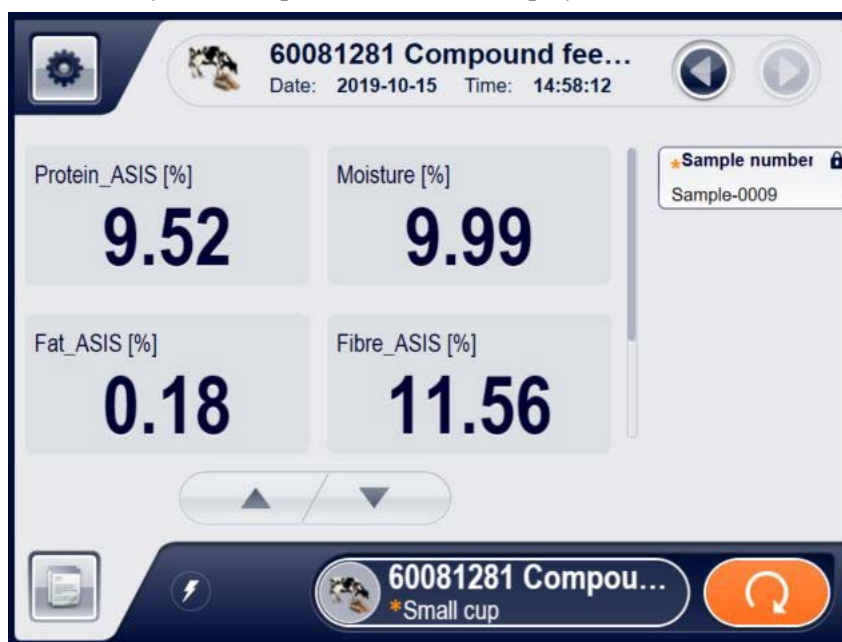 60081281 Compound fee...
Date: 2019-10-15 Time: 14:58:12
Protein_ASIS [%]
9.52
Moisture [%]
9.99
*Sample number
Sample-0009
Fat_ASIS [%]
0.18
Fibre_ASIS [%]
11.56
60081281 Compou...
*Small cup